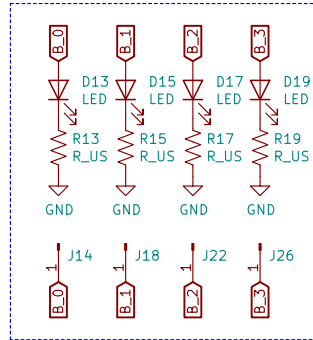 B_0 B_1 B_2 B_3
D13 D15 D17 D19
LED LED LED LED
R13 R15 R17 R19
R_US R_US R_US R_US
GND GND GND GND
J14 J18 J22 J26
1 1 1 1
B_0 B_1 B_2 B_3